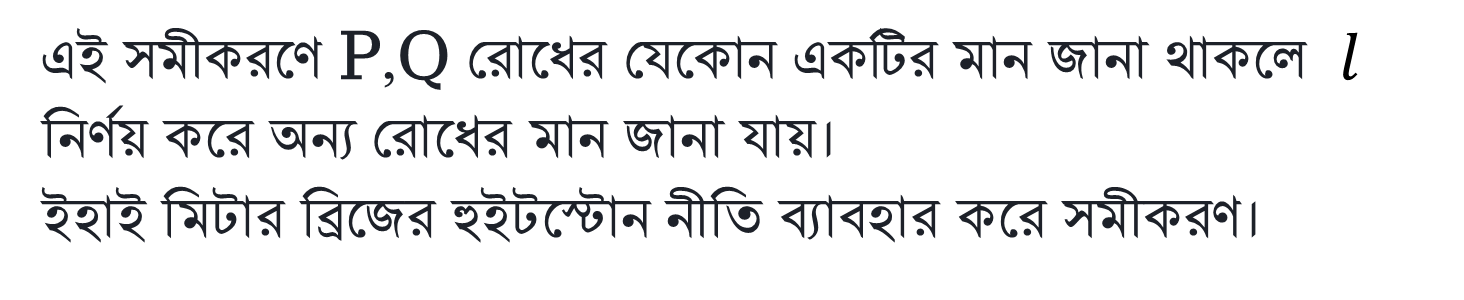 এই সমীকরণে P,Q রোধের যেকোন একটির মান জানা থাকলে l
নির্ণয় করে অন্য রোধের মান জানা যায়।
ইহাই মিটার ব্রিজের হুইটস্টোন নীতি ব্যাবহার করে সমীকরণ।